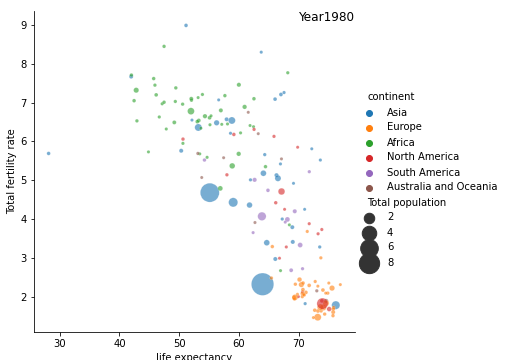 Year1980
Total fertility rate
9
8
7
6
5
4
3
2
30
40
50
60
70
life expectancy
continent
Asia
Europe
Africa
North America
South America
Australia and Oceania
Total population
2
4
6
8